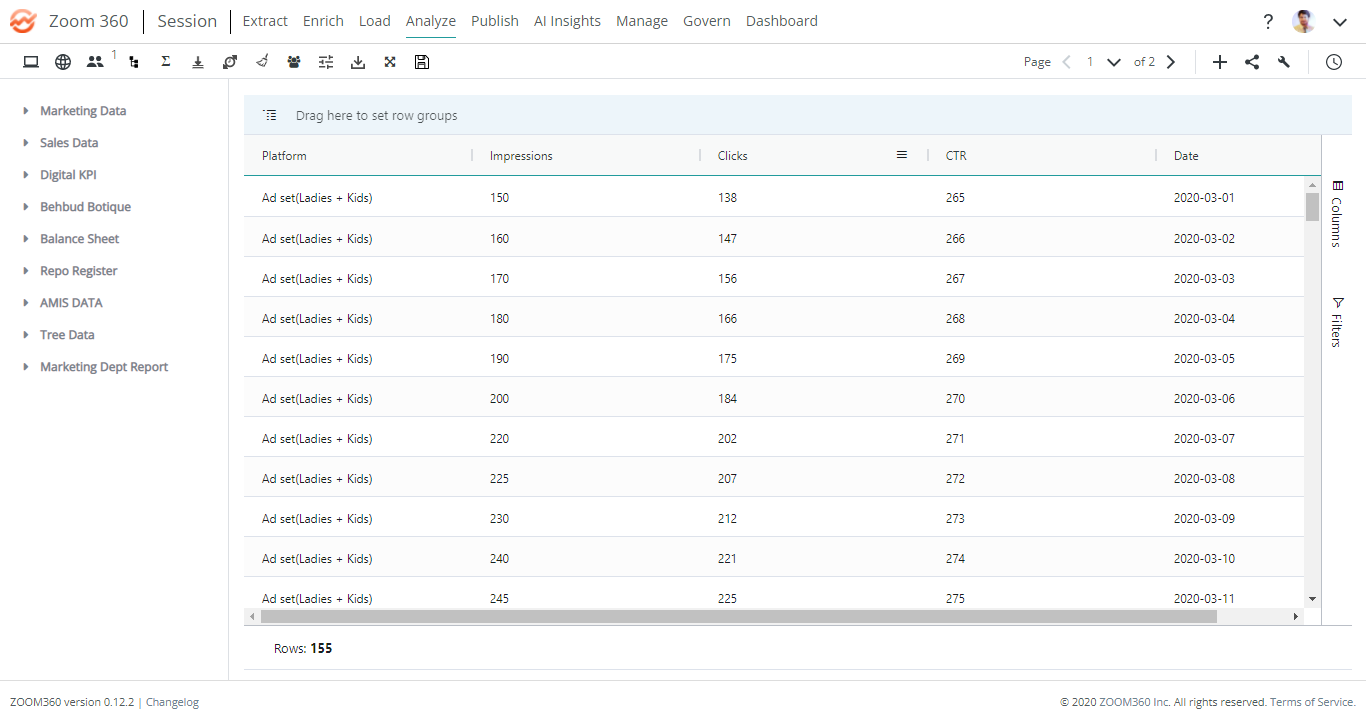 Zoom 360 Session Extract Enrich Load Analyze Publish AI Insights Manage Govern Dashboard ?
1 Σ Page 1 of 2
Marketing Data
Sales Data
Digital KPI
Behbud Botique
Balance Sheet
Repo Register
AMIS DATA
Tree Data
Marketing Dept Report
Drag here to set row groups
Platform Impressions Clicks CTR Date
Ad set(Ladies + Kids) 150 138 265 2020-03-01
Ad set(Ladies + Kids) 160 147 266 2020-03-02
Ad set(Ladies + Kids) 170 156 267 2020-03-03
Ad set(Ladies + Kids) 180 166 268 2020-03-04
Ad set(Ladies + Kids) 190 175 269 2020-03-05
Ad set(Ladies + Kids) 200 184 270 2020-03-06
Ad set(Ladies + Kids) 220 202 271 2020-03-07
Ad set(Ladies + Kids) 225 207 272 2020-03-08
Ad set(Ladies + Kids) 230 212 273 2020-03-09
Ad set(Ladies + Kids) 240 221 274 2020-03-10
Ad set(Ladies + Kids) 245 225 275 2020-03-11
Columns
Filters
Rows: 155
ZOOM360 version 0.12.2 | Changelog © 2020 ZOOM360 Inc. All rights reserved. Terms of Service.